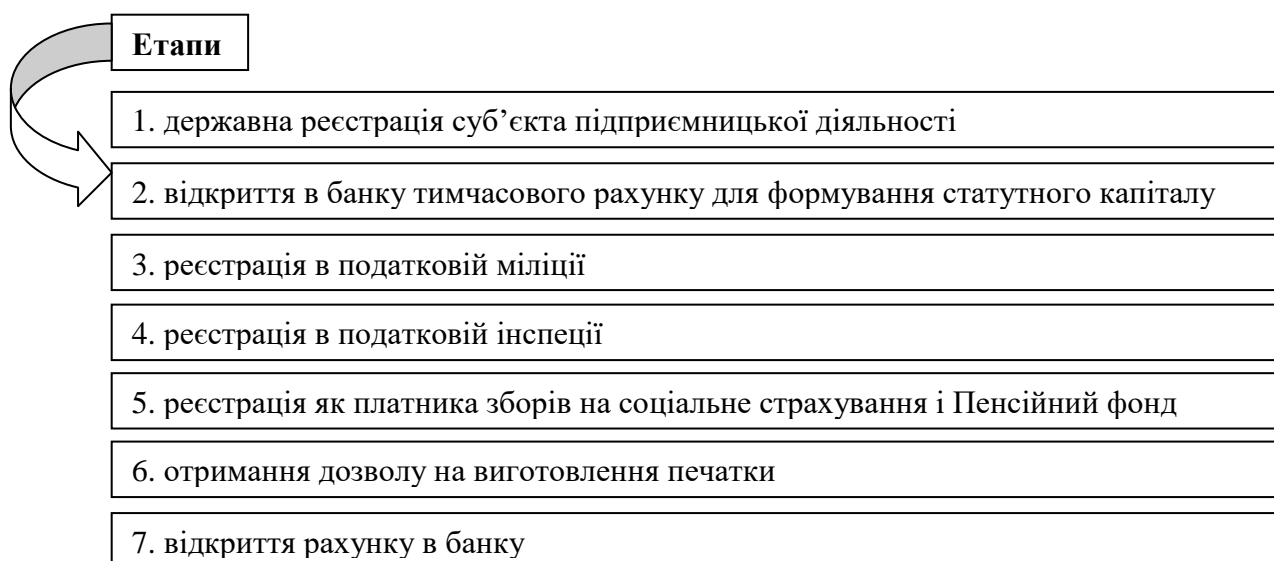 Етапи
1. державна реєстрація суб’єкта підприємницької діяльності
2. відкриття в банку тимчасового рахунку для формування статутного капіталу
3. реєстрація в податковій міліції
4. реєстрація в податковій інспеції
5. реєстрація як платника зборів на соціальне страхування і Пенсійний фонд
6. отримання дозволу на виготовлення печатки
7. відкриття рахунку в банку